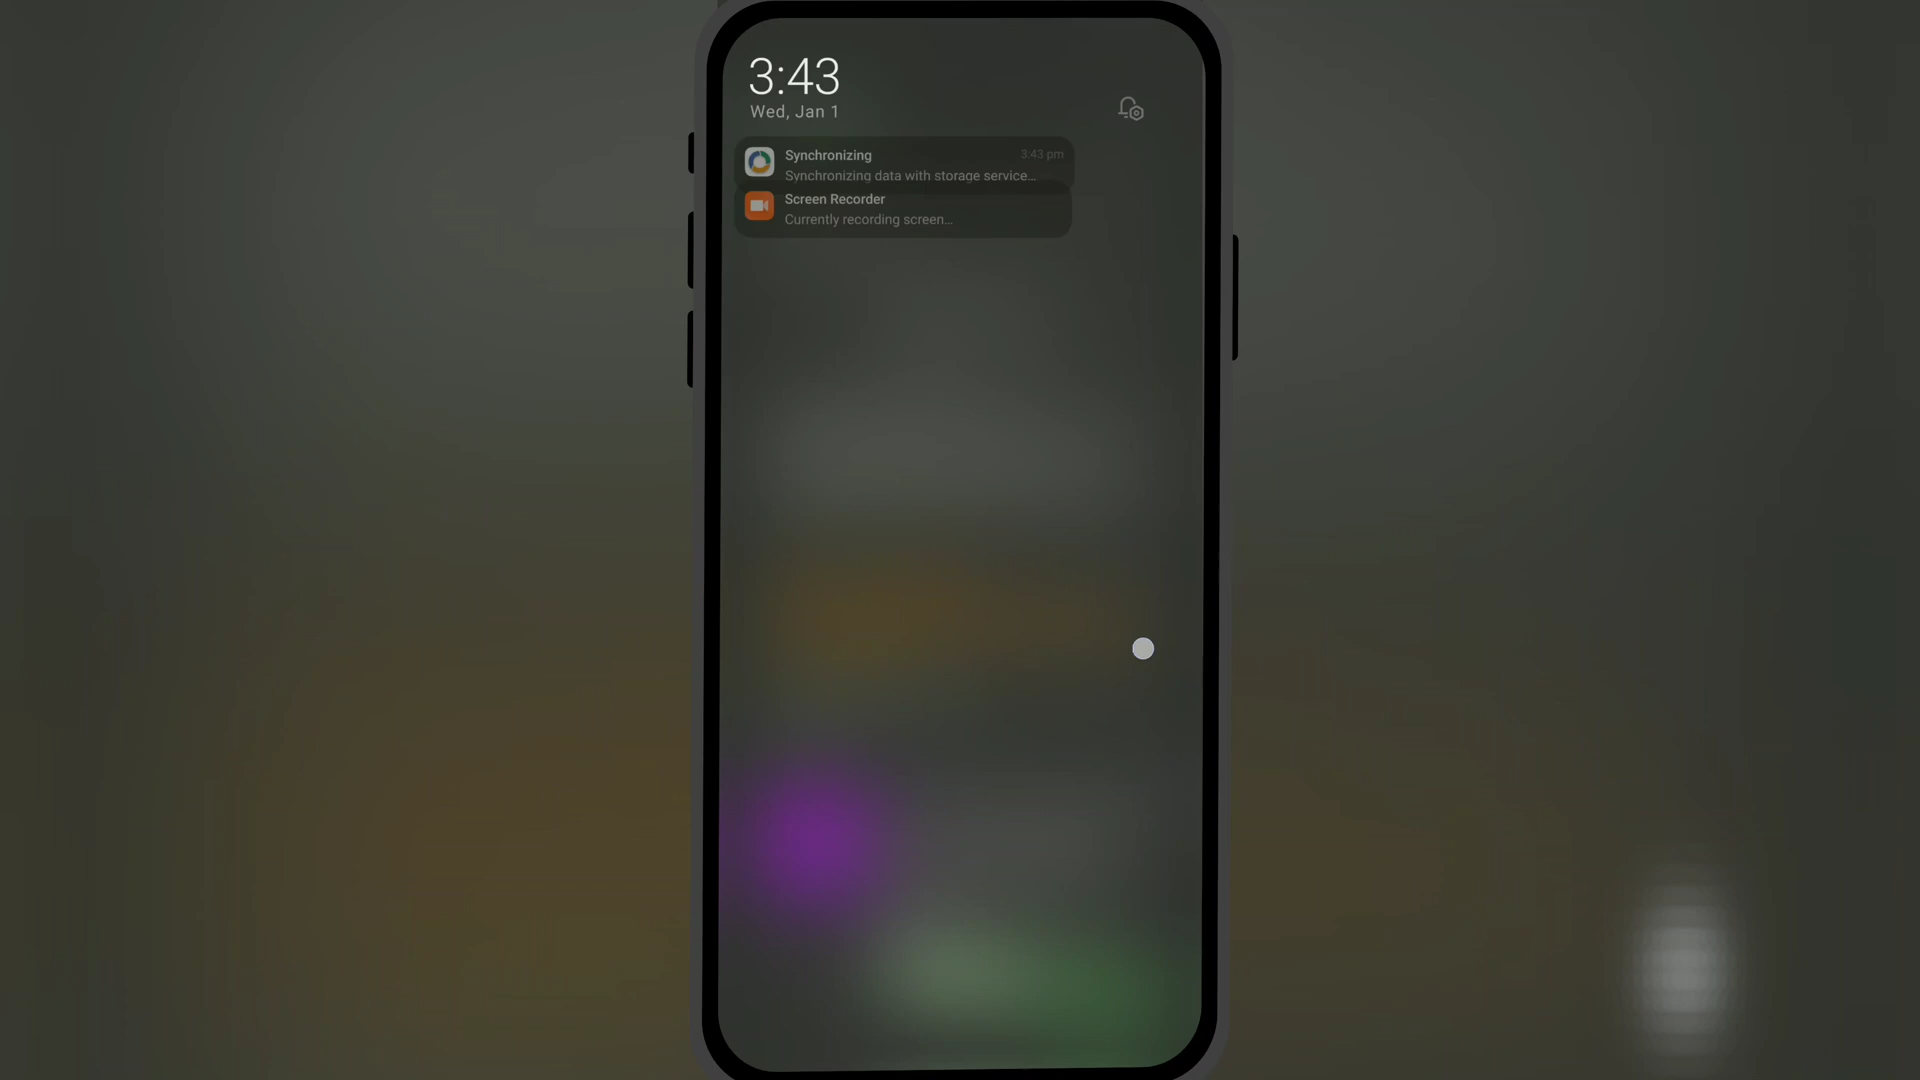 3:43
Wed, Jan 1
Synchronizing 3:43 pm
Synchronizing data with storage service...
Screen Recorder
Currently recording screen...